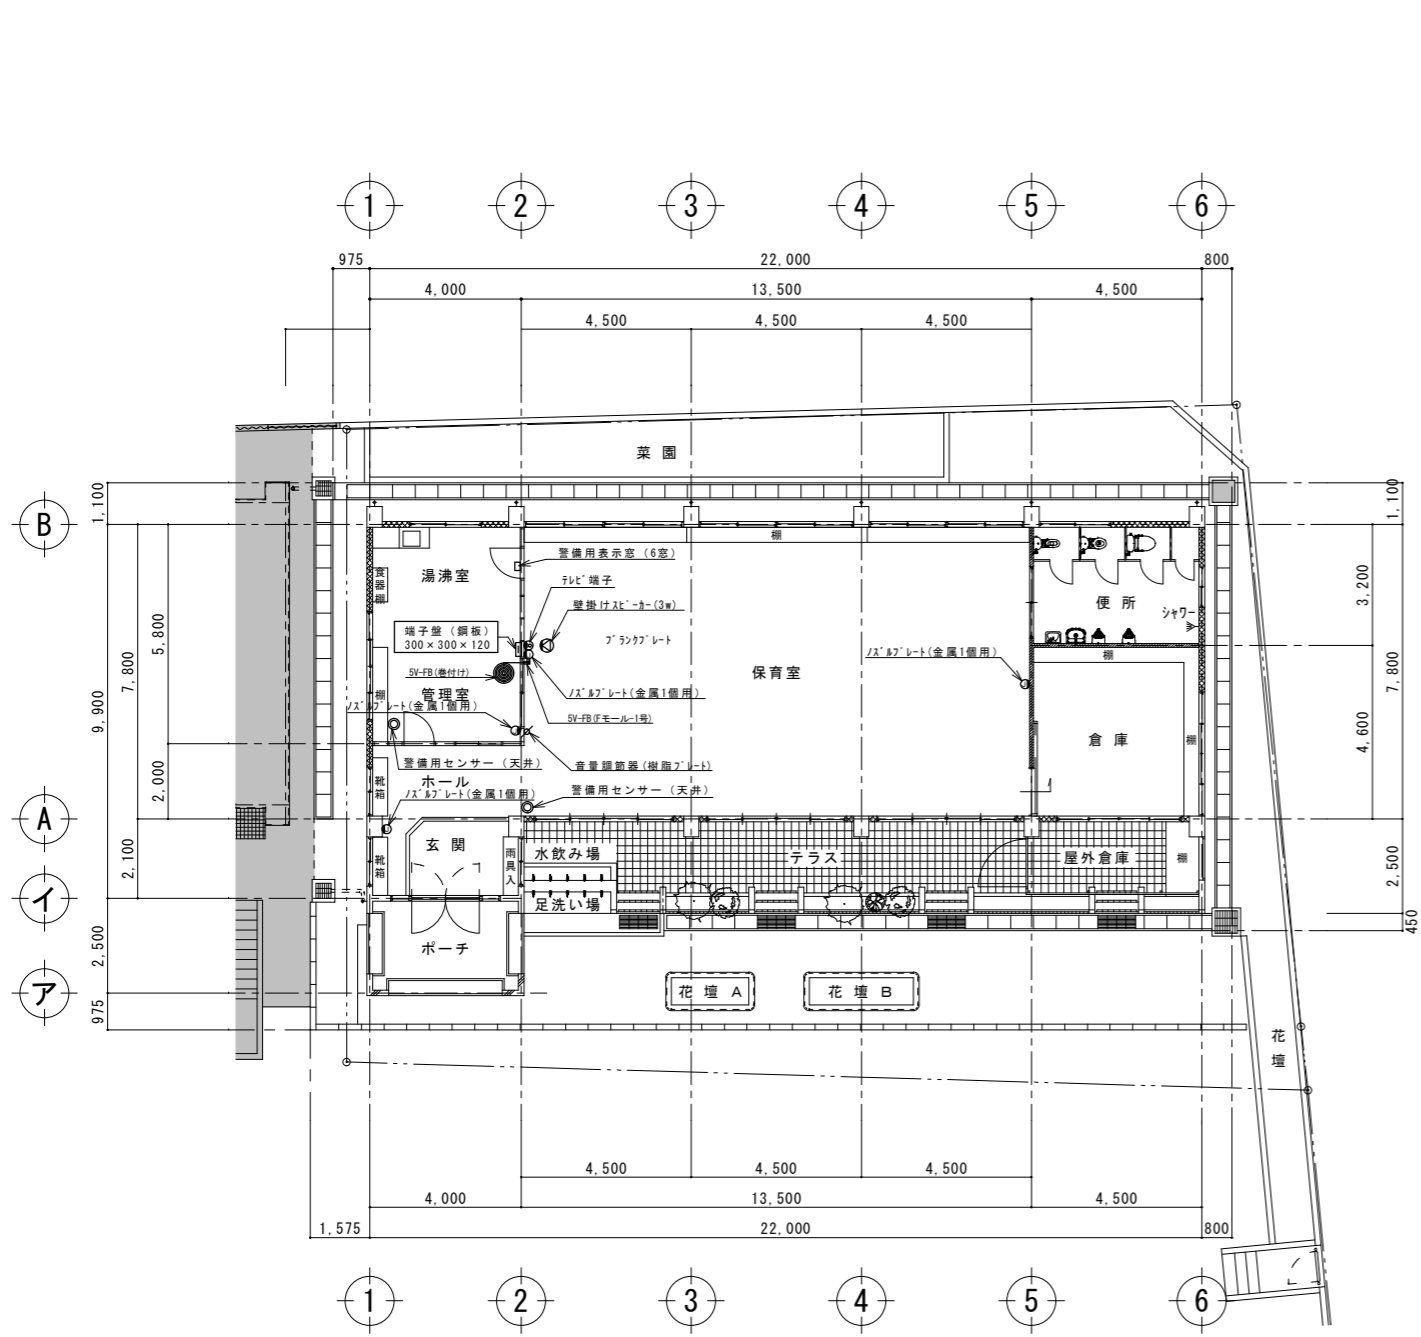 1 2 3 4 5 6
975 22,000 800
4,000 13,500 4,500
4,500 4,500 4,500
菜 園
1,100
1,100
B
棚
警備用表示窓（6窓）
湯沸室
食器棚
ﾃﾚﾋﾞ端子
壁掛けｽﾋﾟｰｶｰ(3w)
便 所
シャワー
3,200
端子盤（鋼板）
300×300×120
ﾌﾞﾗﾝｸﾌﾟﾚｰﾄ
ﾉｽﾞﾙﾌﾟﾚｰﾄ(金属1個用)
棚
5,800
7,800
9,900
5V-FB(巻付け)
保育室
管理室
棚
ﾉｽﾞﾙﾌﾟﾚｰﾄ(金属1個用)
ﾉｽﾞﾙﾌﾟﾚｰﾄ(金属1個用)
5V-FB(Fモール-1号)
7,800
4,600
倉 庫
棚
警備用センサー（天井）
音量調節器(樹脂ﾌﾟﾚｰﾄ)
2,000
ホール
靴箱
ﾉｽﾞﾙﾌﾟﾚｰﾄ(金属1個用)
警備用センサー（天井）
A
玄 関
水飲み場
テラス
屋外倉庫
棚
2,100
靴箱
雨具入
2,500
イ
足洗い場
450
2,500
ポーチ
ア
975
花 壇 A
花 壇 B
花壇
4,500 4,500 4,500
4,000 13,500 4,500
1,575 22,000 800
1 2 3 4 5 6